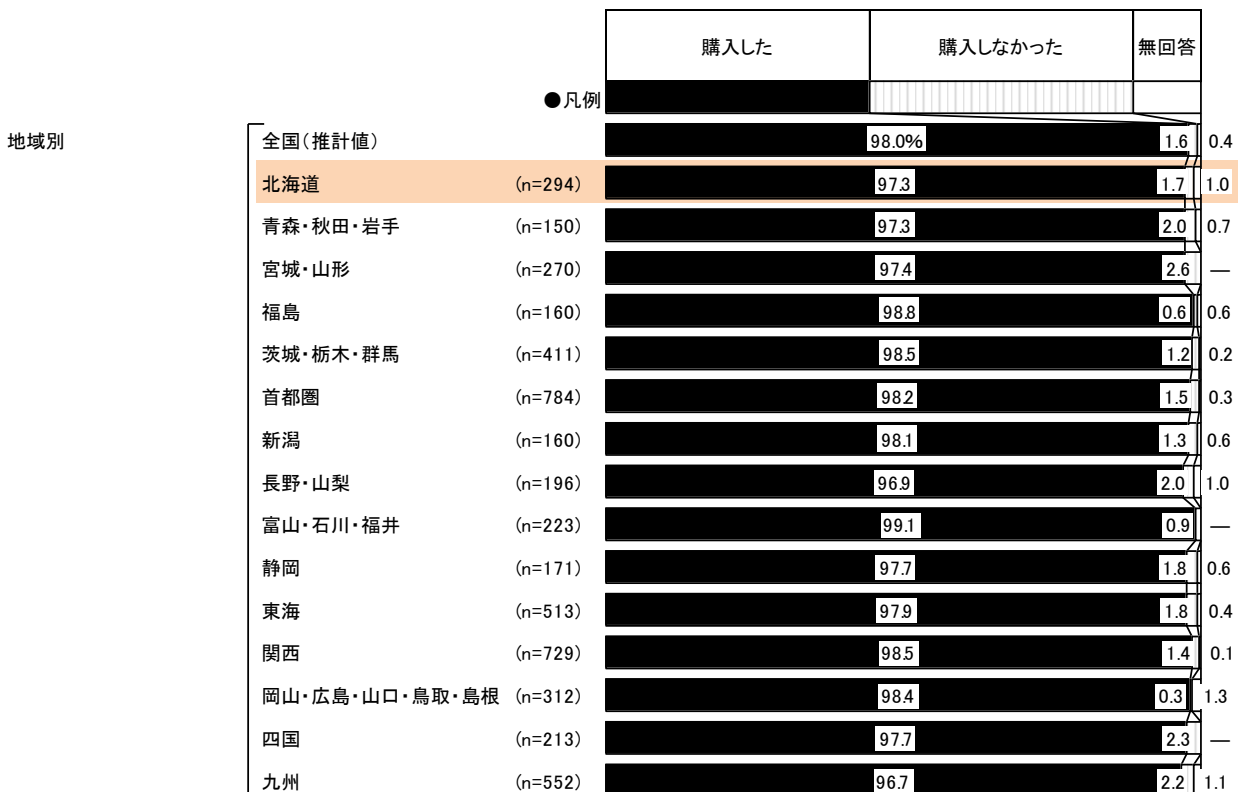 購入した 購入しなかった 無回答
●凡例
地域別 全国(推計値) 98.0% 1.6 0.4
北海道 (n=294) 97.3 1.7 1.0
青森・秋田・岩手 (n=150) 97.3 2.0 0.7
宮城・山形 (n=270) 97.4 2.6 —
福島 (n=160) 98.8 0.6 0.6
茨城・栃木・群馬 (n=411) 98.5 1.2 0.2
首都圏 (n=784) 98.2 1.5 0.3
新潟 (n=160) 98.1 1.3 0.6
長野・山梨 (n=196) 96.9 2.0 1.0
富山・石川・福井 (n=223) 99.1 0.9 —
静岡 (n=171) 97.7 1.8 0.6
東海 (n=513) 97.9 1.8 0.4
関西 (n=729) 98.5 1.4 0.1
岡山・広島・山口・鳥取・島根 (n=312) 98.4 0.3 1.3
四国 (n=213) 97.7 2.3 —
九州 (n=552) 96.7 2.2 1.1